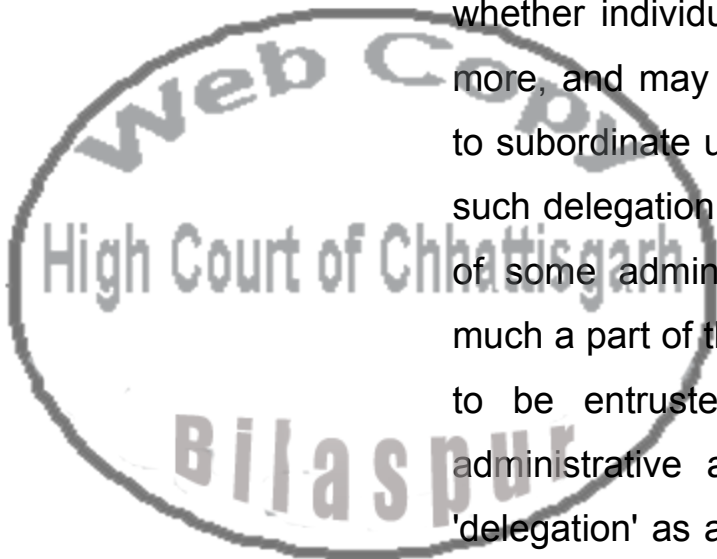 whether individu
more, and may
to subordinate u
such delegation
of some admin
much a part of th
to be entruste
administrative a
'delegation' as a
Web Copy
High Court of Chhattisgarh
Bilaspur